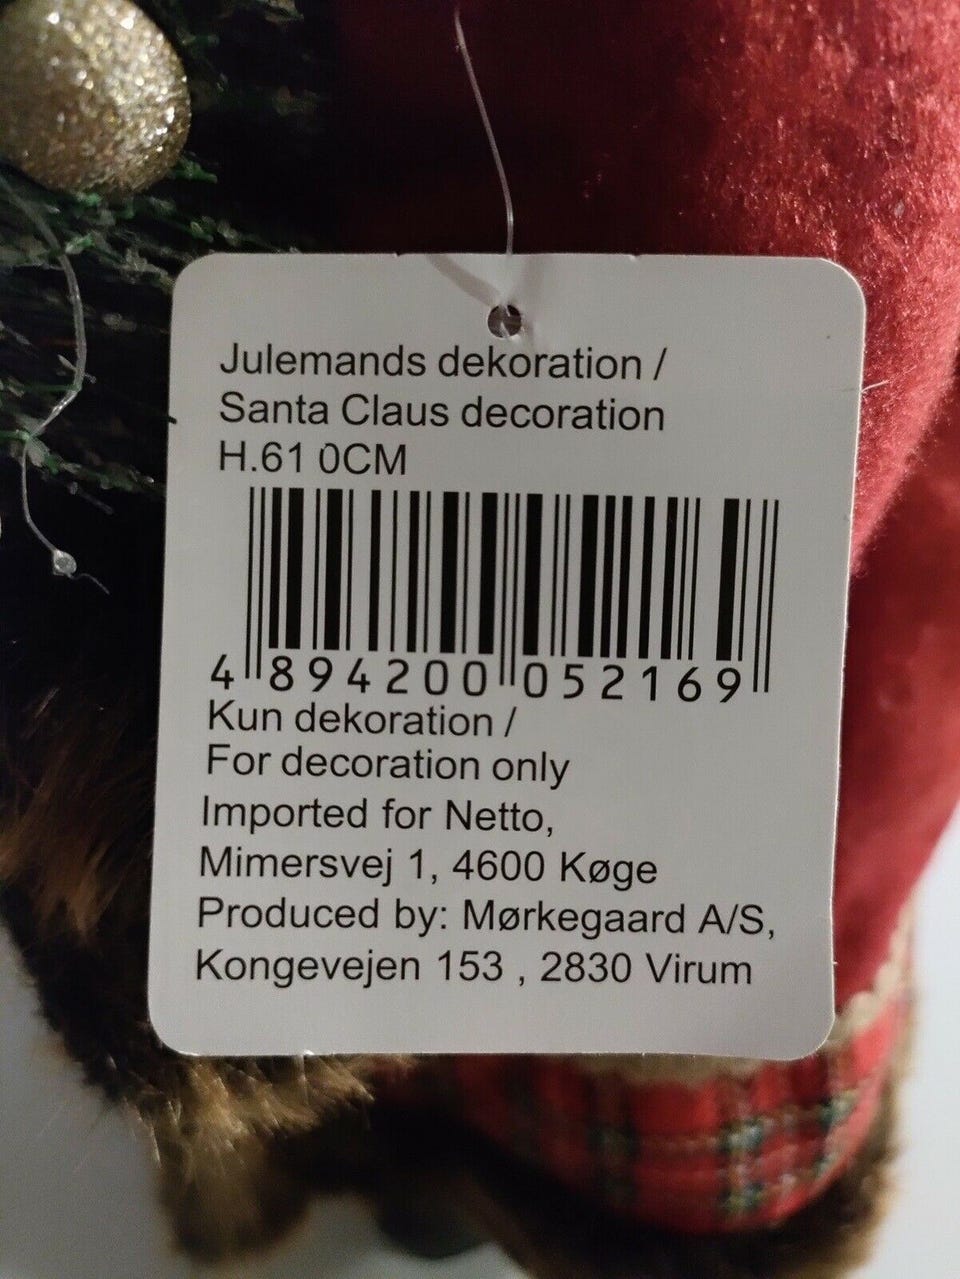 Julemands dekoration /
Santa Claus decoration
H.61 0CM
4 894200 052169
Kun dekoration /
For decoration only
Imported for Netto,
Mimersvej 1, 4600 Køge
Produced by: Mørkegaard A/S,
Kongevejen 153 , 2830 Virum